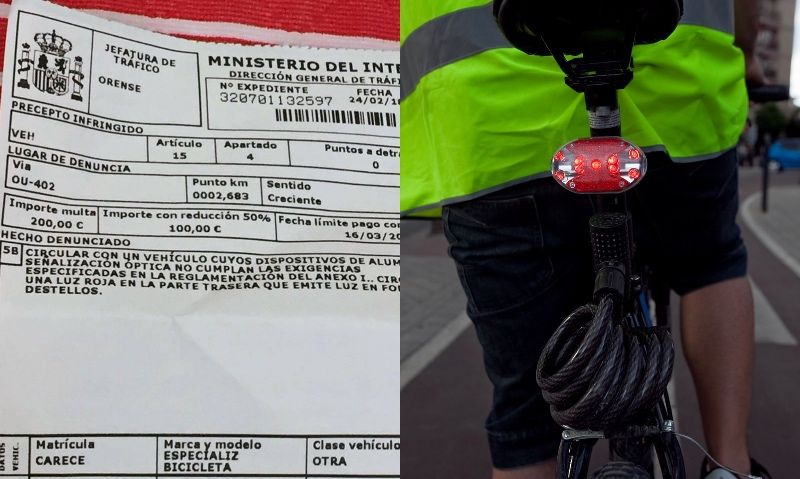 JEFATURA DE
TRÁFICO
ORENSE
MINISTERIO DEL INTE
DIRECCIÓN GENERAL DE TRÁFI
Nº EXPEDIENTE FECHA
320701132597 24/02/1
PRECEPTO INFRINGIDO
VEH
Artículo Apartado Puntos a detr
15 4 0
LUGAR DE DENUNCIA
Vía Punto km Sentido
OU-402 0002,683 Creciente
Importe multa Importe con reducción 50% Fecha límite pago con
200,00 € 100,00 € 16/03/20
HECHO DENUNCIADO
5B CIRCULAR CON UN VEHÍCULO CUYOS DISPOSITIVOS DE ALUM
SEÑALIZACIÓN ÓPTICA NO CUMPLAN LAS EXIGENCIAS
ESPECIFICADAS EN LA REGLAMENTACIÓN DEL ANEXO I.. CIRC
UNA LUZ ROJA EN LA PARTE TRASERA QUE EMITE LUZ EN FO
DESTELLOS.
DATOS
VEHIC.
Matrícula Marca y modelo Clase vehículo
CARECE ESPECIALIZ OTRA
BICICLETA